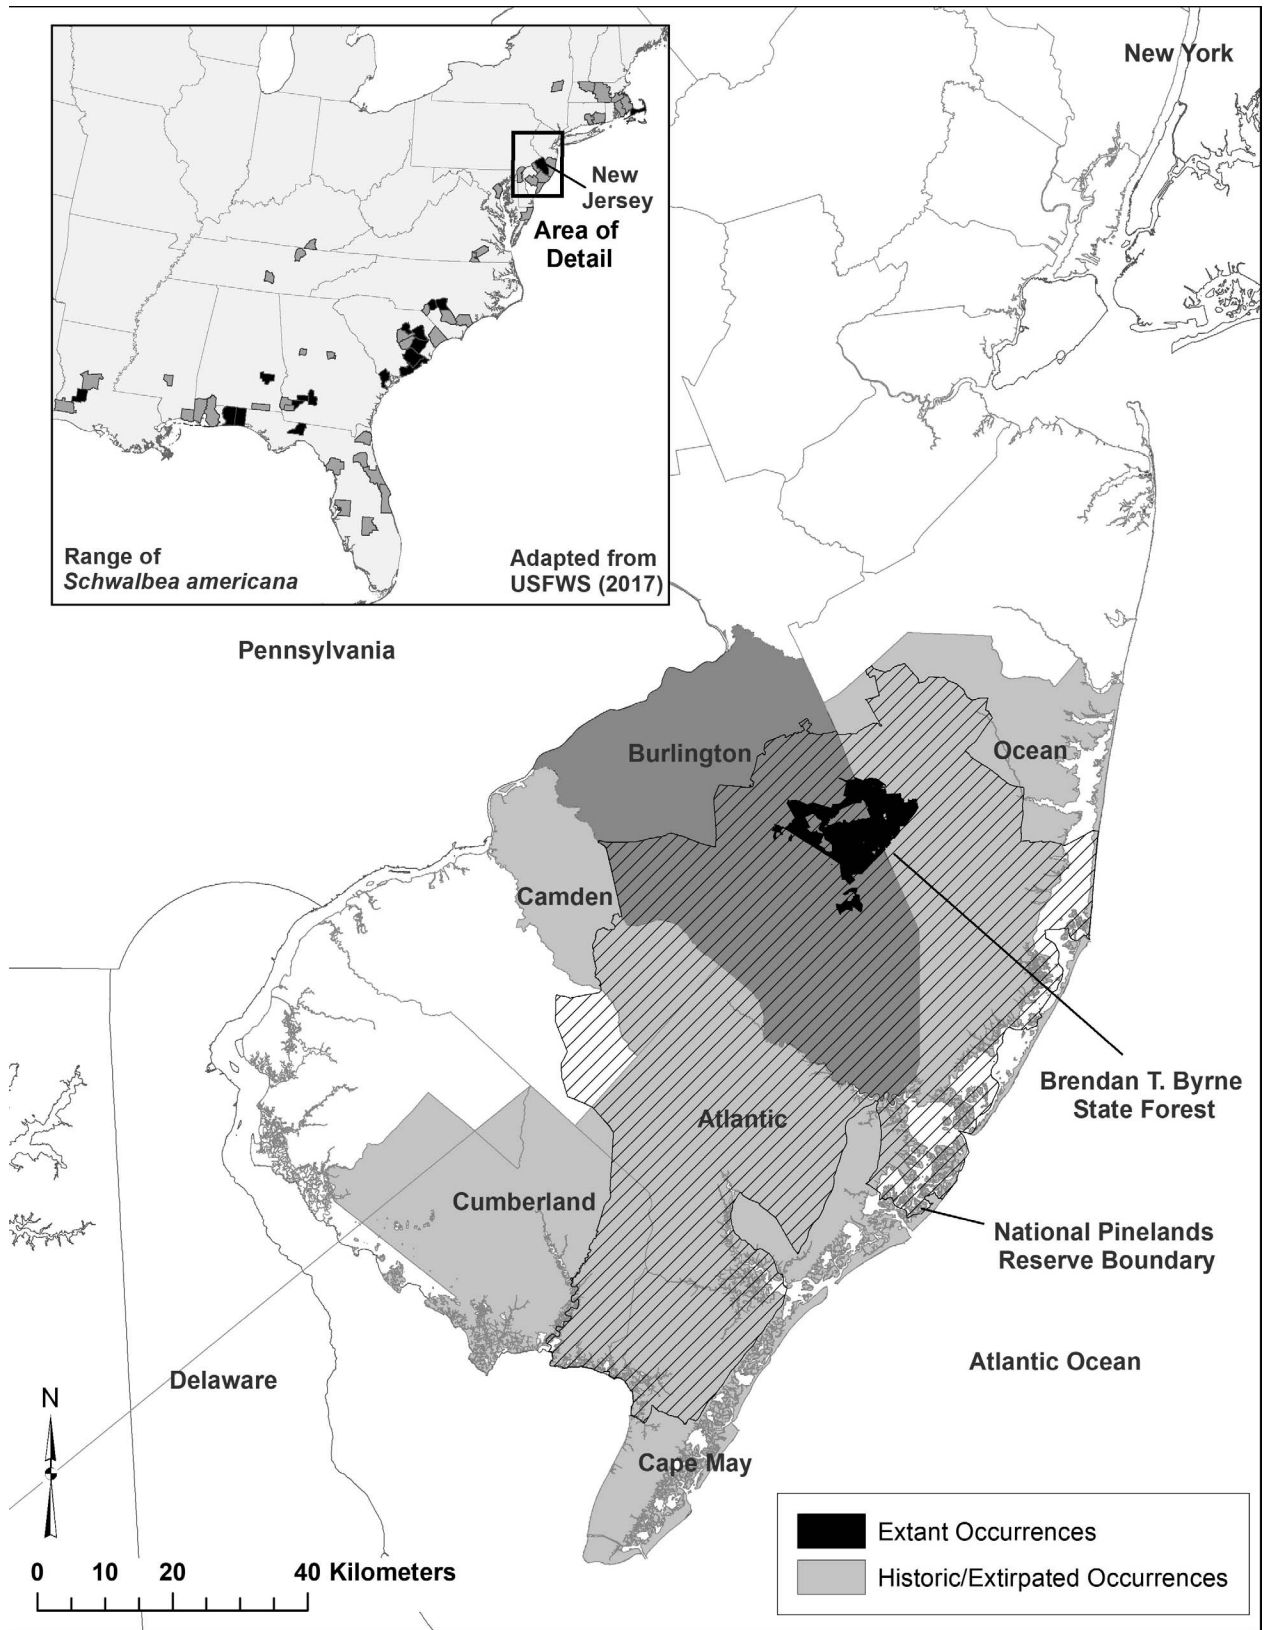 New York
New
Jersey
Area of
Detail
Range of
Schwalbea americana
Adapted from
USFWS (2017)
Pennsylvania
Burlington
Ocean
Camden
Brendan T. Byrne
State Forest
Atlantic
Cumberland
National Pinelands
Reserve Boundary
Atlantic Ocean
Delaware
N
Cape May
Extant Occurrences
Historic/Extirpated Occurrences
0 10 20 40 Kilometers